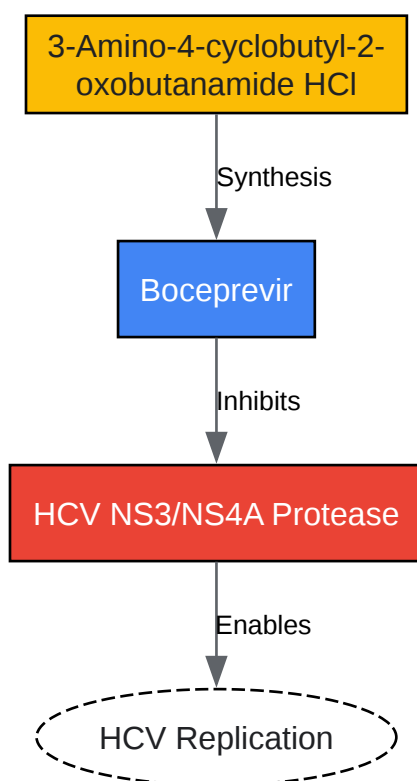 3-Amino-4-cyclobutyl-2-
oxobutanamide HCl
Synthesis
Boceprevir
Inhibits
HCV NS3/NS4A Protease
Enables
HCV Replication